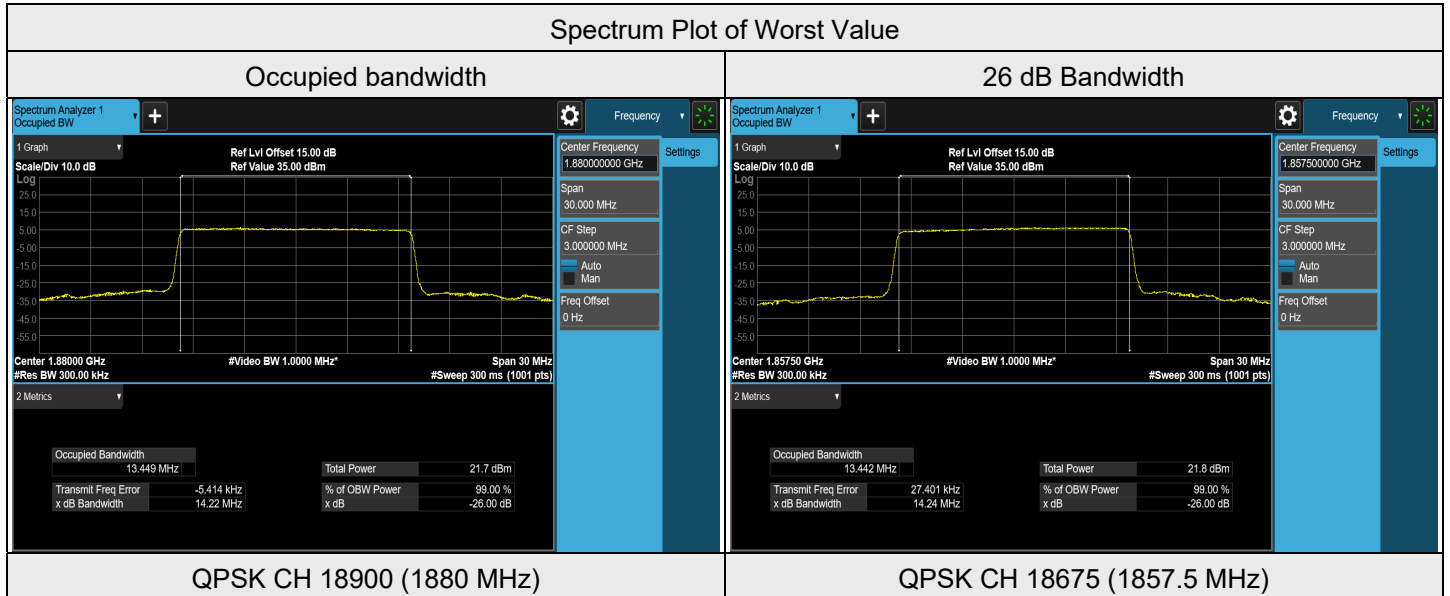 Spectrum Plot of Worst Value
Occupied bandwidth
26 dB Bandwidth
Spectrum Analyzer 1
Occupied BW
+
Frequency
1 Graph
Scale/Div 10.0 dB
Ref Lvl Offset 15.00 dB
Ref Value 35.00 dBm
Log
25.0
15.0
5.00
-5.00
-15.0
-25.0
-35.0
-45.0
-55.0
Center 1.88000 GHz
#Res BW 300.00 kHz
#Video BW 1.0000 MHz*
Span 30 MHz
#Sweep 300 ms (1001 pts)
Center Frequency
1.880000000 GHz
Settings
Span
30.000 MHz
CF Step
3.000000 MHz
Auto
Man
Freq Offset
0 Hz
2 Metrics
Occupied Bandwidth
13.449 MHz
Total Power 21.7 dBm
Transmit Freq Error -5.414 kHz
% of OBW Power 99.00 %
x dB Bandwidth 14.22 MHz
x dB -26.00 dB
Spectrum Analyzer 1
Occupied BW
+
Frequency
1 Graph
Scale/Div 10.0 dB
Ref Lvl Offset 15.00 dB
Ref Value 35.00 dBm
Log
25.0
15.0
5.00
-5.00
-15.0
-25.0
-35.0
-45.0
-55.0
Center 1.85750 GHz
#Res BW 300.00 kHz
#Video BW 1.0000 MHz*
Span 30 MHz
#Sweep 300 ms (1001 pts)
Center Frequency
1.857500000 GHz
Settings
Span
30.000 MHz
CF Step
3.000000 MHz
Auto
Man
Freq Offset
0 Hz
2 Metrics
Occupied Bandwidth
13.442 MHz
Total Power 21.8 dBm
Transmit Freq Error 27.401 kHz
% of OBW Power 99.00 %
x dB Bandwidth 14.24 MHz
x dB -26.00 dB
QPSK CH 18900 (1880 MHz)
QPSK CH 18675 (1857.5 MHz)